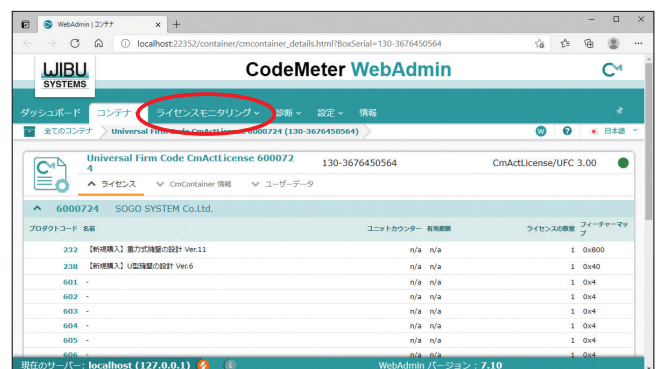 WebAdmin | コンテナ
localhost:22352/container/cmcontainer_details.html?BoxSerial=130-3676450564
WIBU
SYSTEMS
CodeMeter WebAdmin
CM
ダッシュボード コンテナ ライセンスモニタリング 診断 設定 情報
全てのコンテナ Universal Firm Code CmActLicense 6000724 (130-3676450564) W ? 日本語
Universal Firm Code CmActLicense 600072
4
130-3676450564 CmActLicense/UFC 3.00
ライセンス CmContainer 情報 ユーザーデータ
6000724 SOGO SYSTEM Co.Ltd.
プロダクトコード 名前 ユニットカウンター 有効期限 ライセンスの数量 フィーチャーマッ
プ
232 【新規購入】重力式擁壁の設計 Ver.11 n/a n/a 1 0x800
238 【新規購入】U型擁壁の設計 Ver.6 n/a n/a 1 0x40
601 - n/a n/a 1 0x4
602 - n/a n/a 1 0x4
603 - n/a n/a 1 0x4
604 - n/a n/a 1 0x4
605 - n/a n/a 1 0x4
606 - n/a n/a 1 0x4
現在のサーバー: localhost (127.0.0.1) WebAdmin バージョン : 7.10